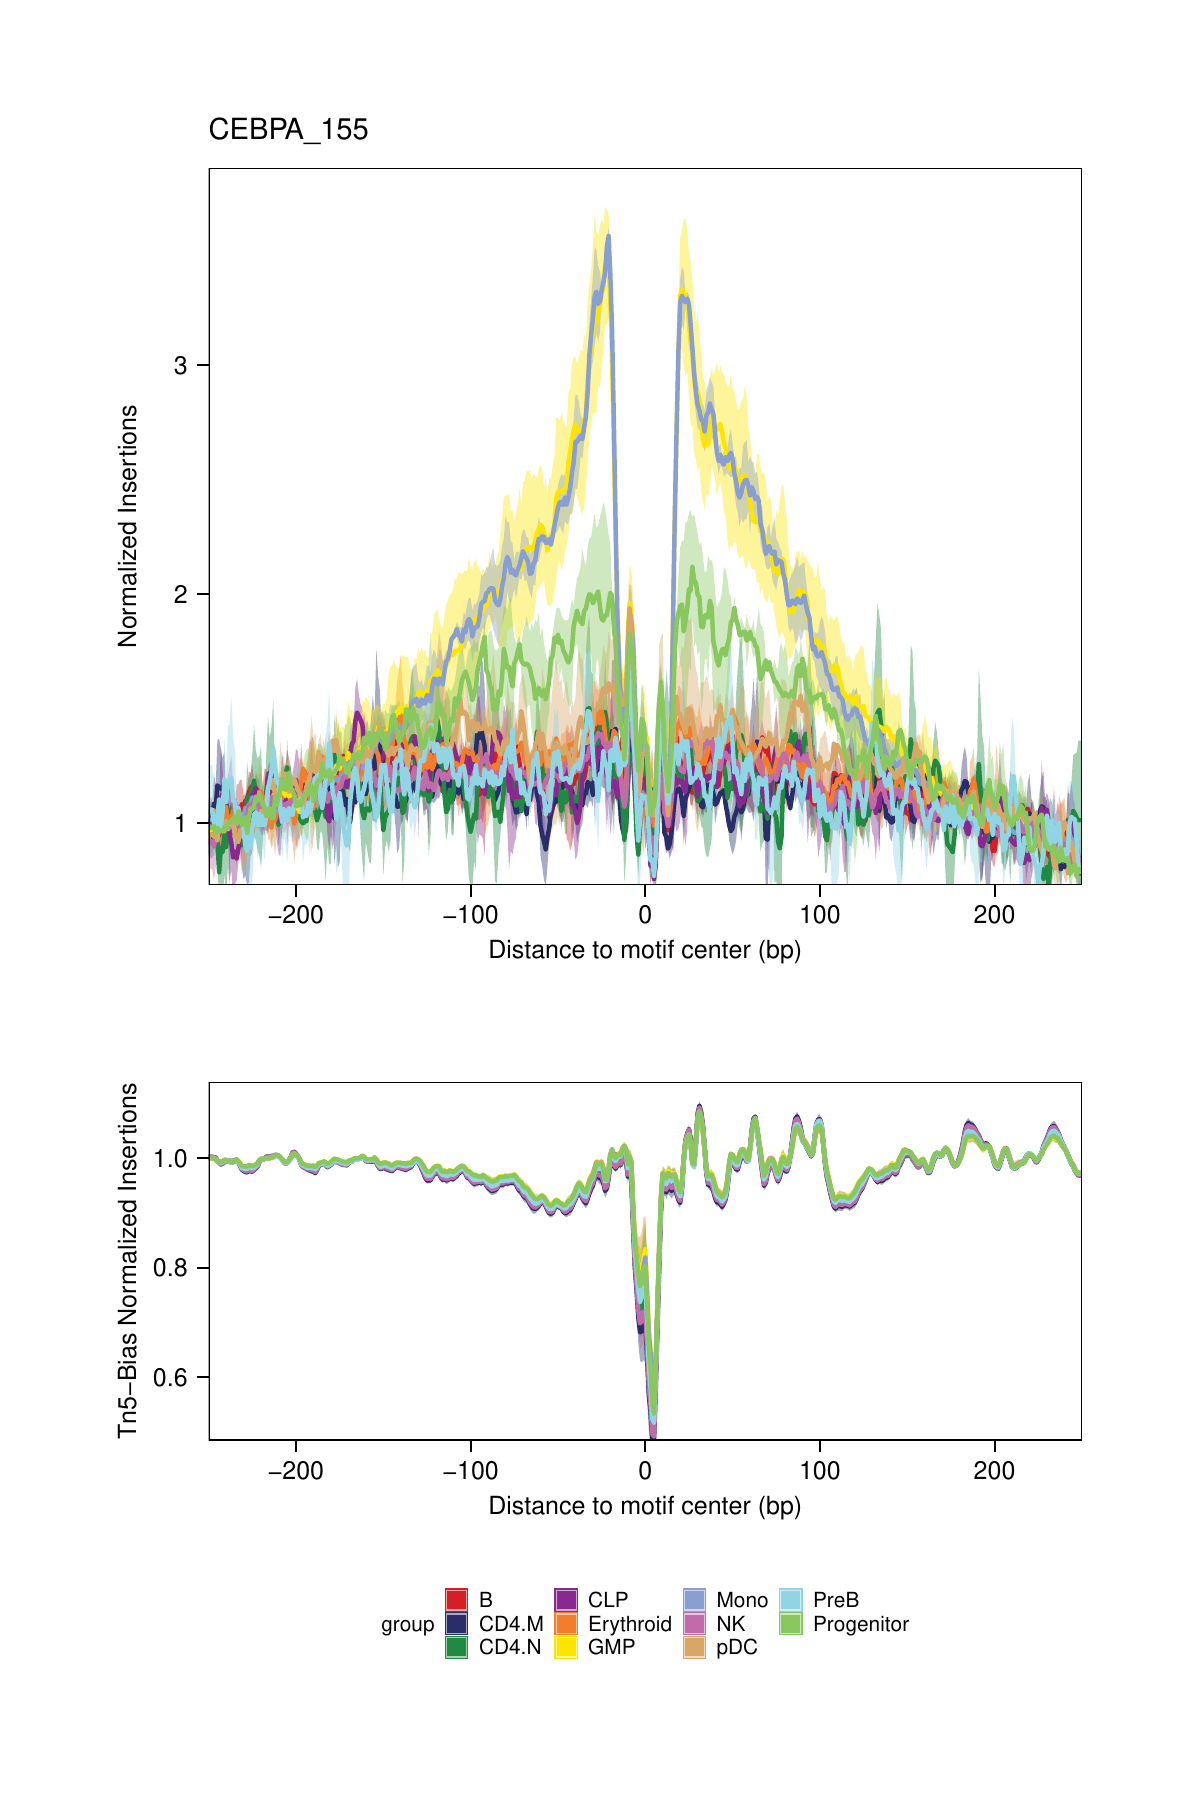 CEBPA_155
Normalized Insertions
3
2
1
−200 −100 0 100 200
Distance to motif center (bp)
Tn5−Bias Normalized Insertions
1.0
0.8
0.6
−200 −100 0 100 200
Distance to motif center (bp)
B CLP Mono PreB
group CD4.M Erythroid NK Progenitor
CD4.N GMP pDC